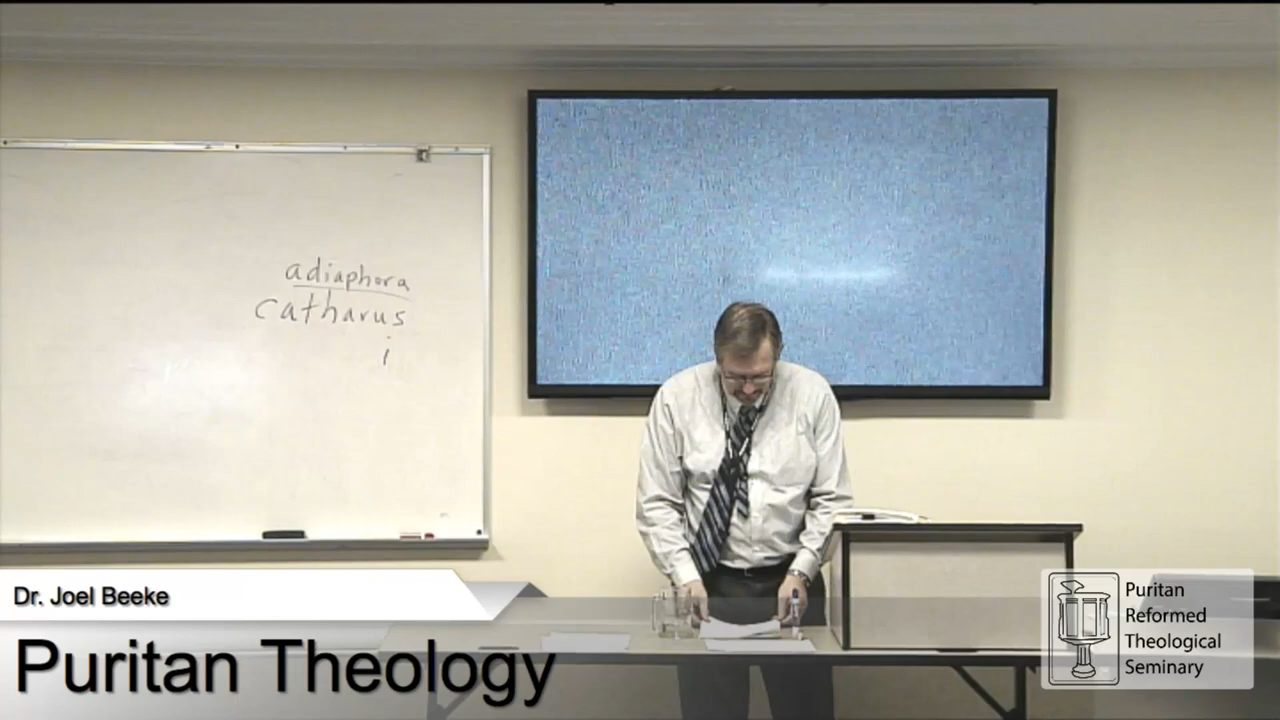 adiaphora
catharus
i
Dr. Joel Beeke
Puritan Theology
Puritan
Reformed
Theological
Seminary